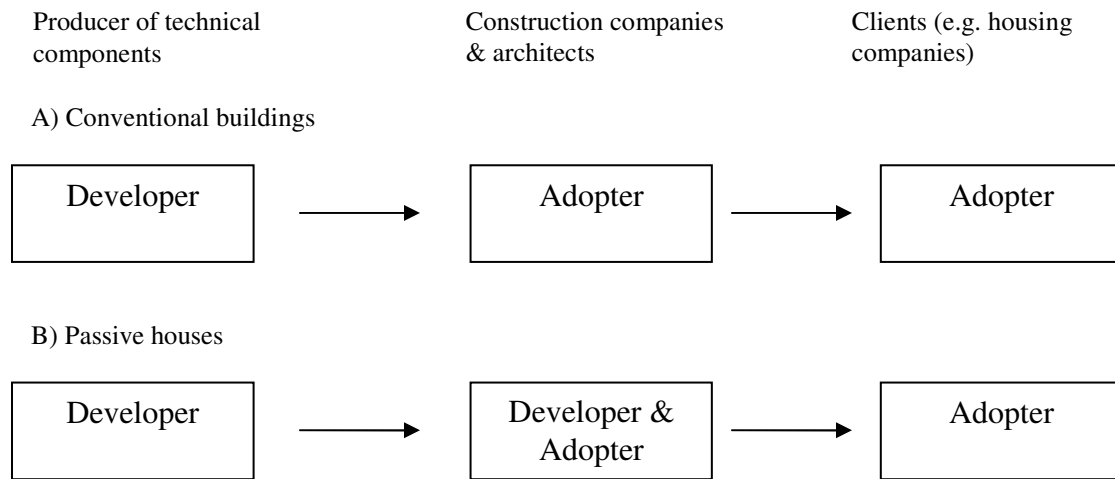 Producer of technical
components
Construction companies
& architects
Clients (e.g. housing
companies)
A) Conventional buildings
Developer
Adopter
Adopter
B) Passive houses
Developer
Developer &
Adopter
Adopter